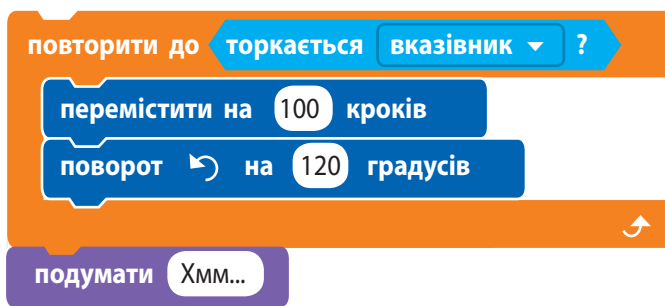 повторити до торкається вказівник ?
перемістити на 100 кроків
поворот на 120 градусів
подумати Хмм...